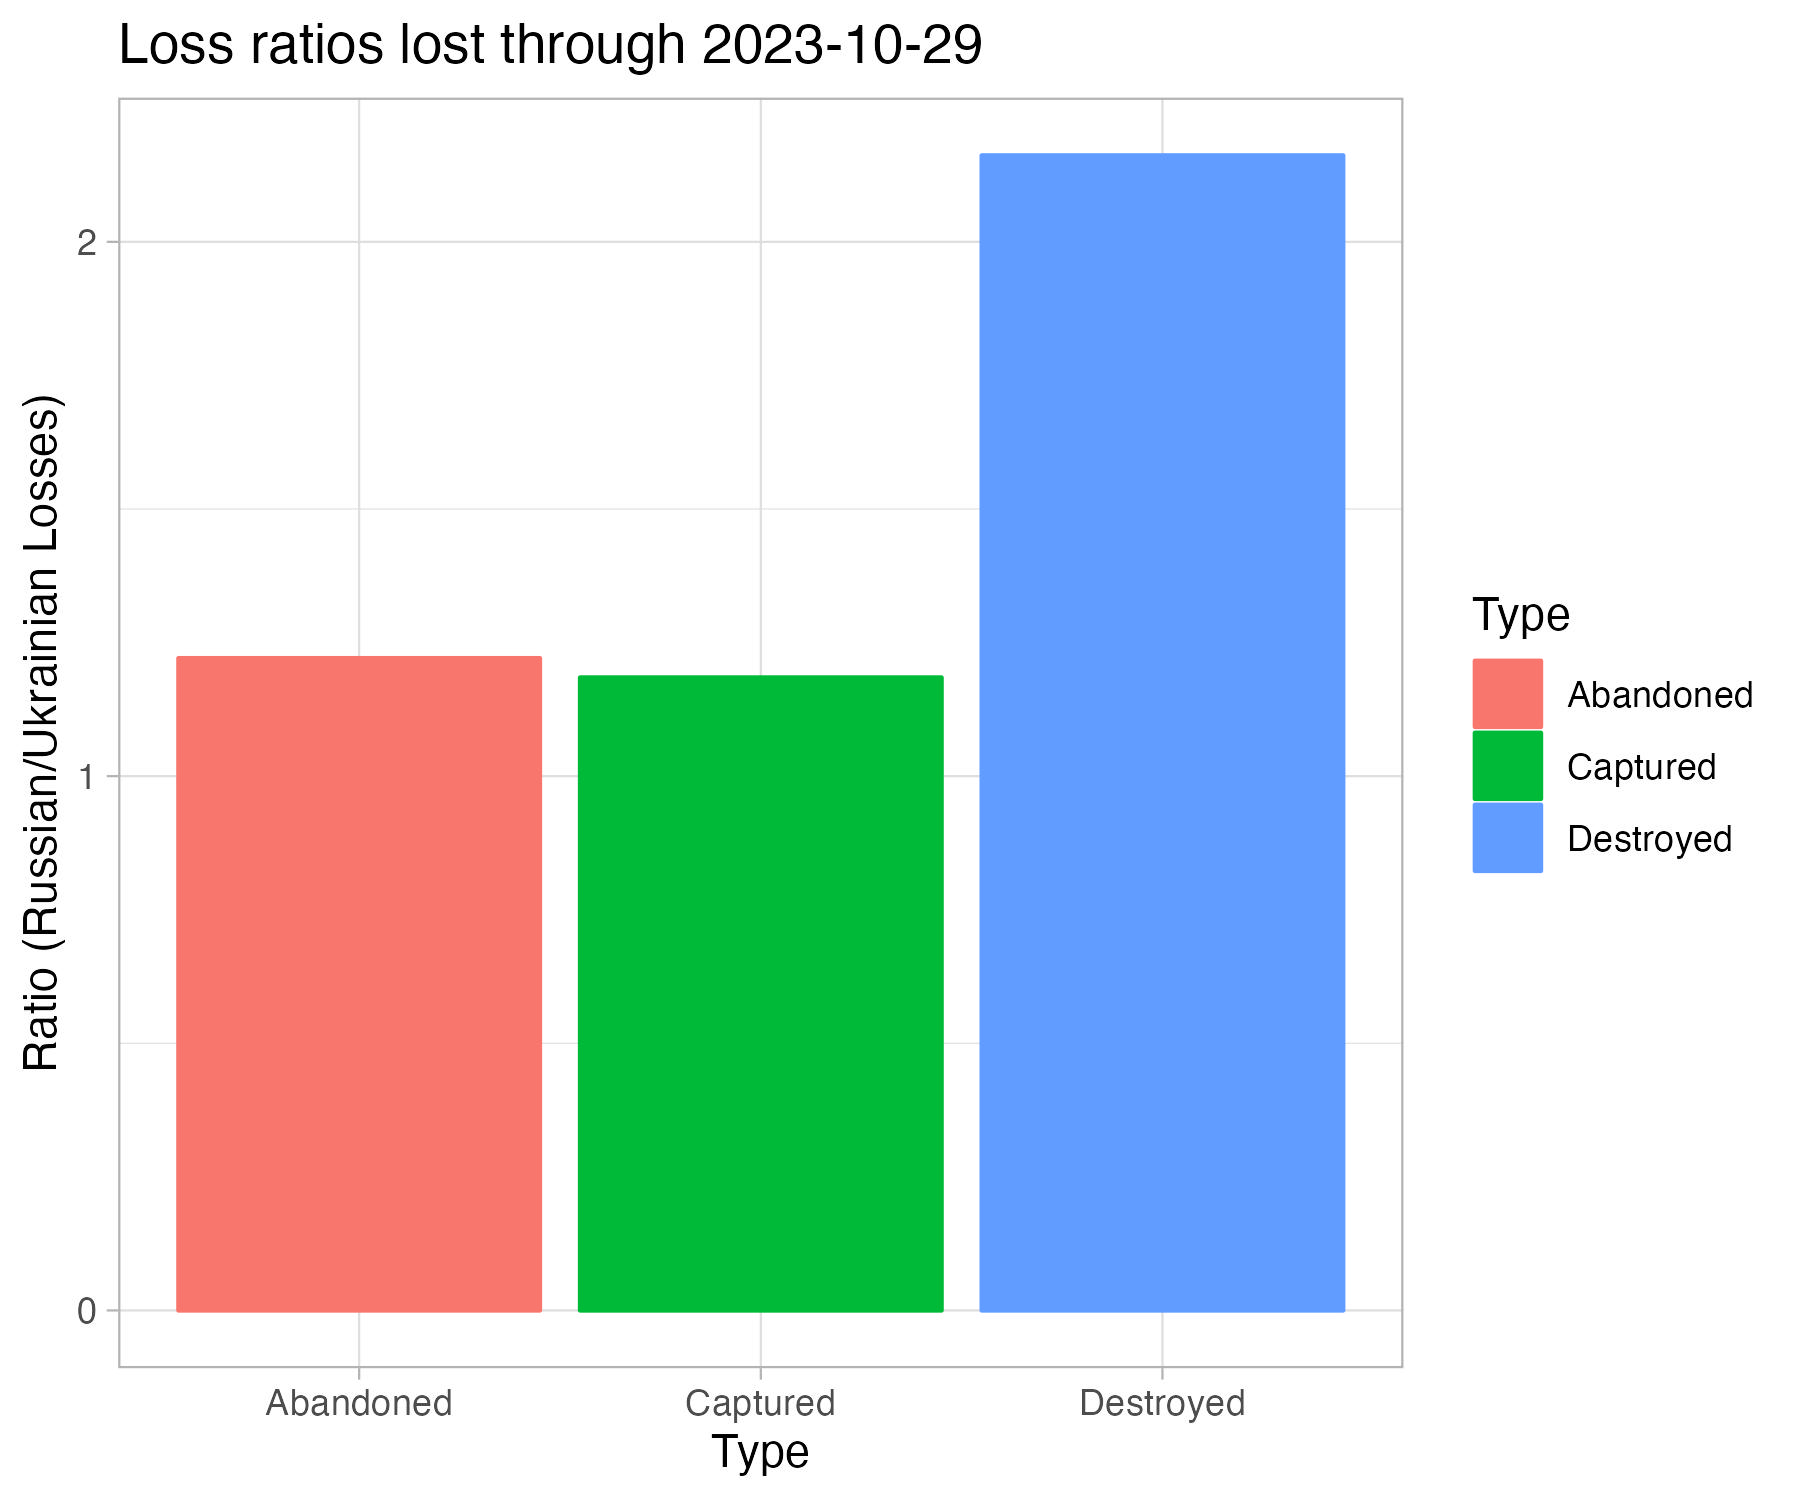 Loss ratios lost through 2023-10-29
Ratio (Russian/Ukrainian Losses)
2
1
0
Abandoned
Captured
Destroyed
Type
Type
Abandoned
Captured
Destroyed